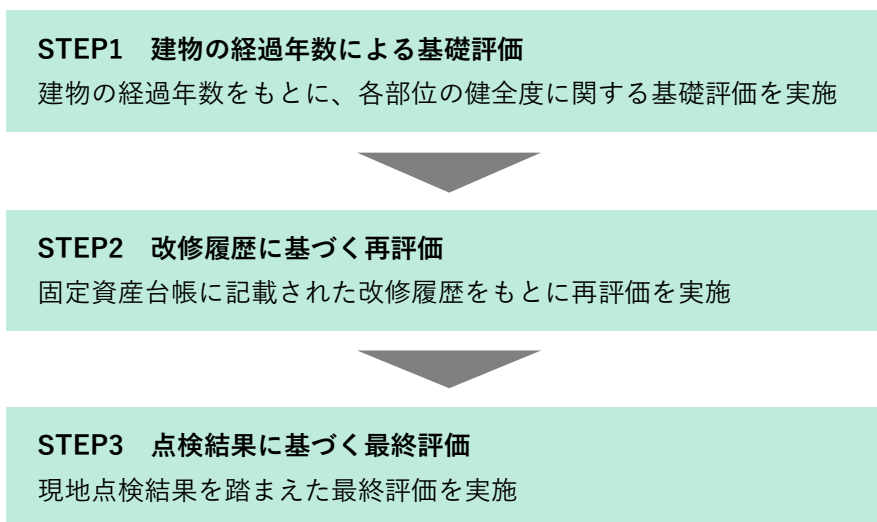 STEP1　建物の経過年数による基礎評価
建物の経過年数をもとに、各部位の健全度に関する基礎評価を実施
STEP2　改修履歴に基づく再評価
固定資産台帳に記載された改修履歴をもとに再評価を実施
STEP3　点検結果に基づく最終評価
現地点検結果を踏まえた最終評価を実施